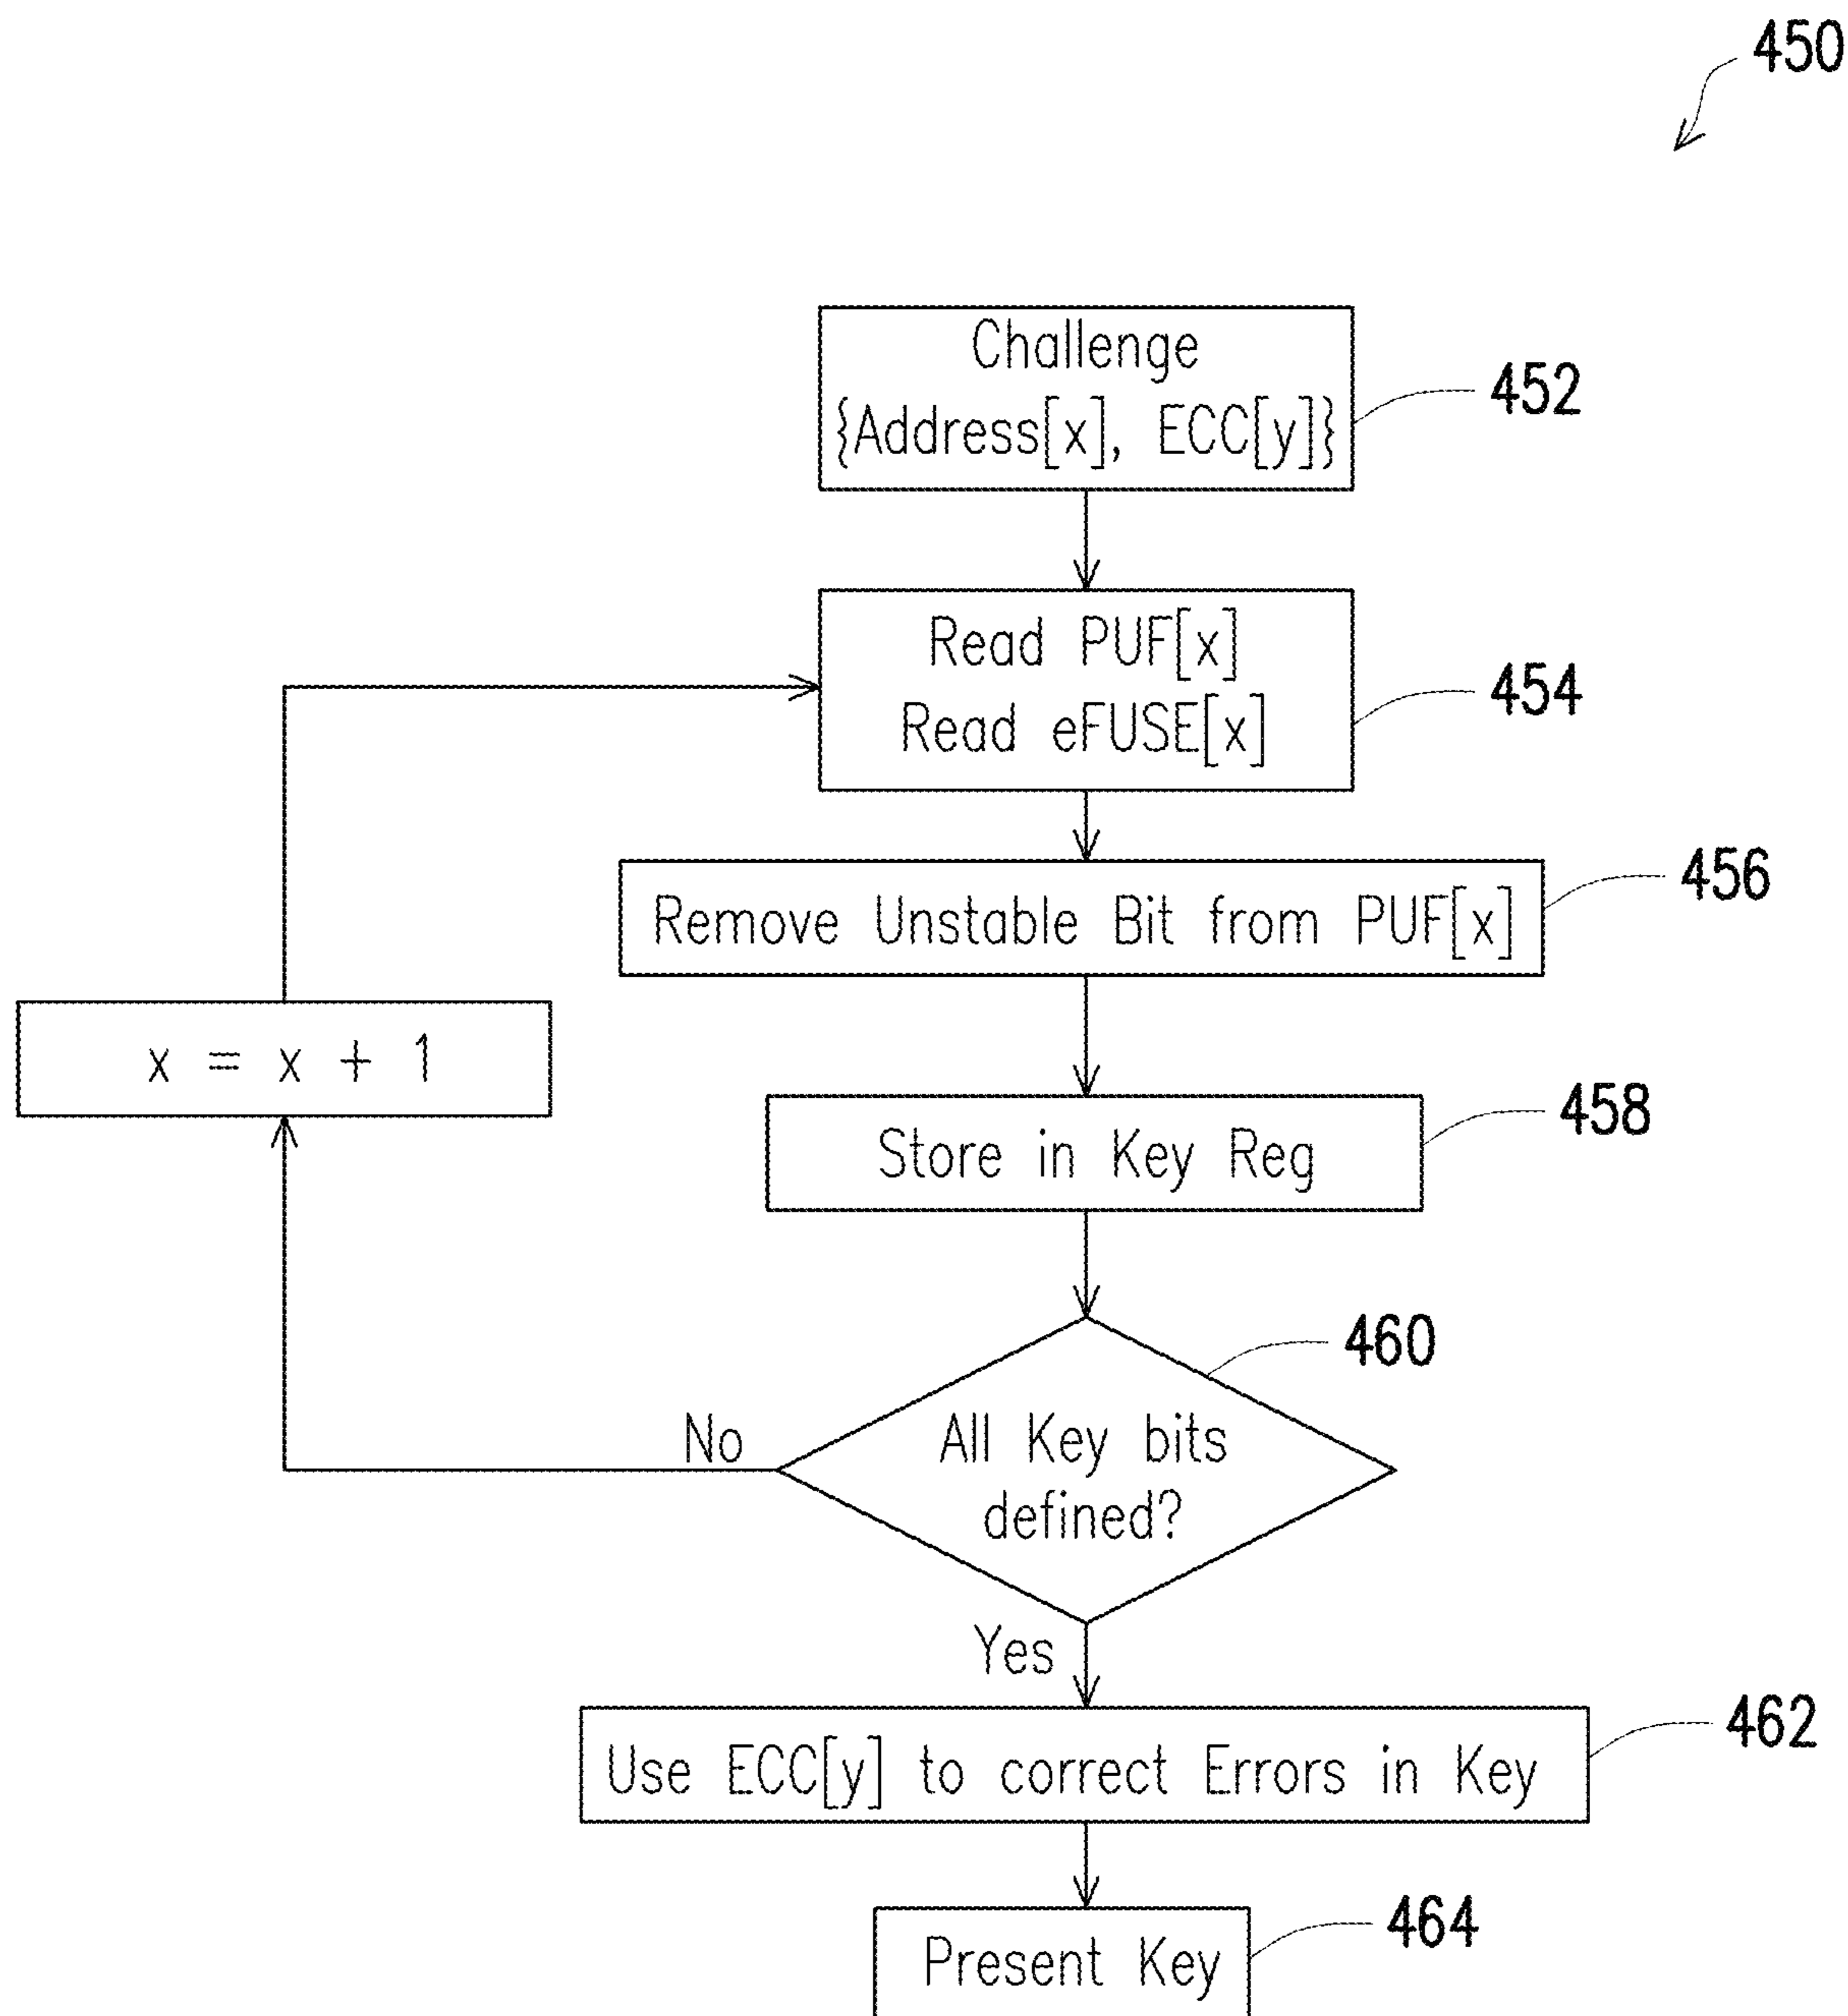 450
Challenge
{Address[x], ECC[y]}
452
Read PUF[x]
Read eFUSE[x]
454
Remove Unstable Bit from PUF[x]
456
x = x + 1
Store in Key Reg
458
460
No
All Key bits
defined?
Yes
Use ECC[y] to correct Errors in Key
462
Present Key
464